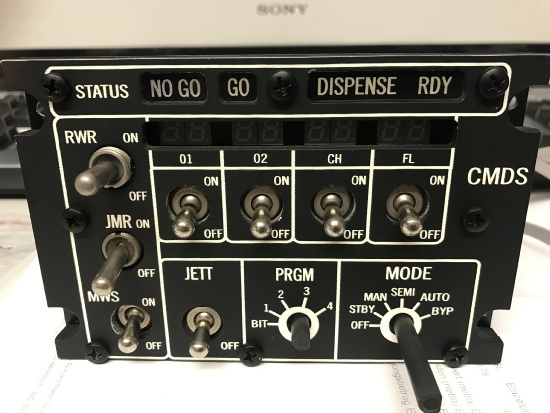 SONY
STATUS NO GO GO DISPENSE RDY
RWR ON OFF
O1 O2 CH FL
ON ON ON ON
OFF OFF OFF OFF
CMDS
JMR ON OFF
MWS ON OFF
JETT OFF
PRGM
BIT 1 2 3 4
MODE
OFF STBY MAN SEMI AUTO BYP